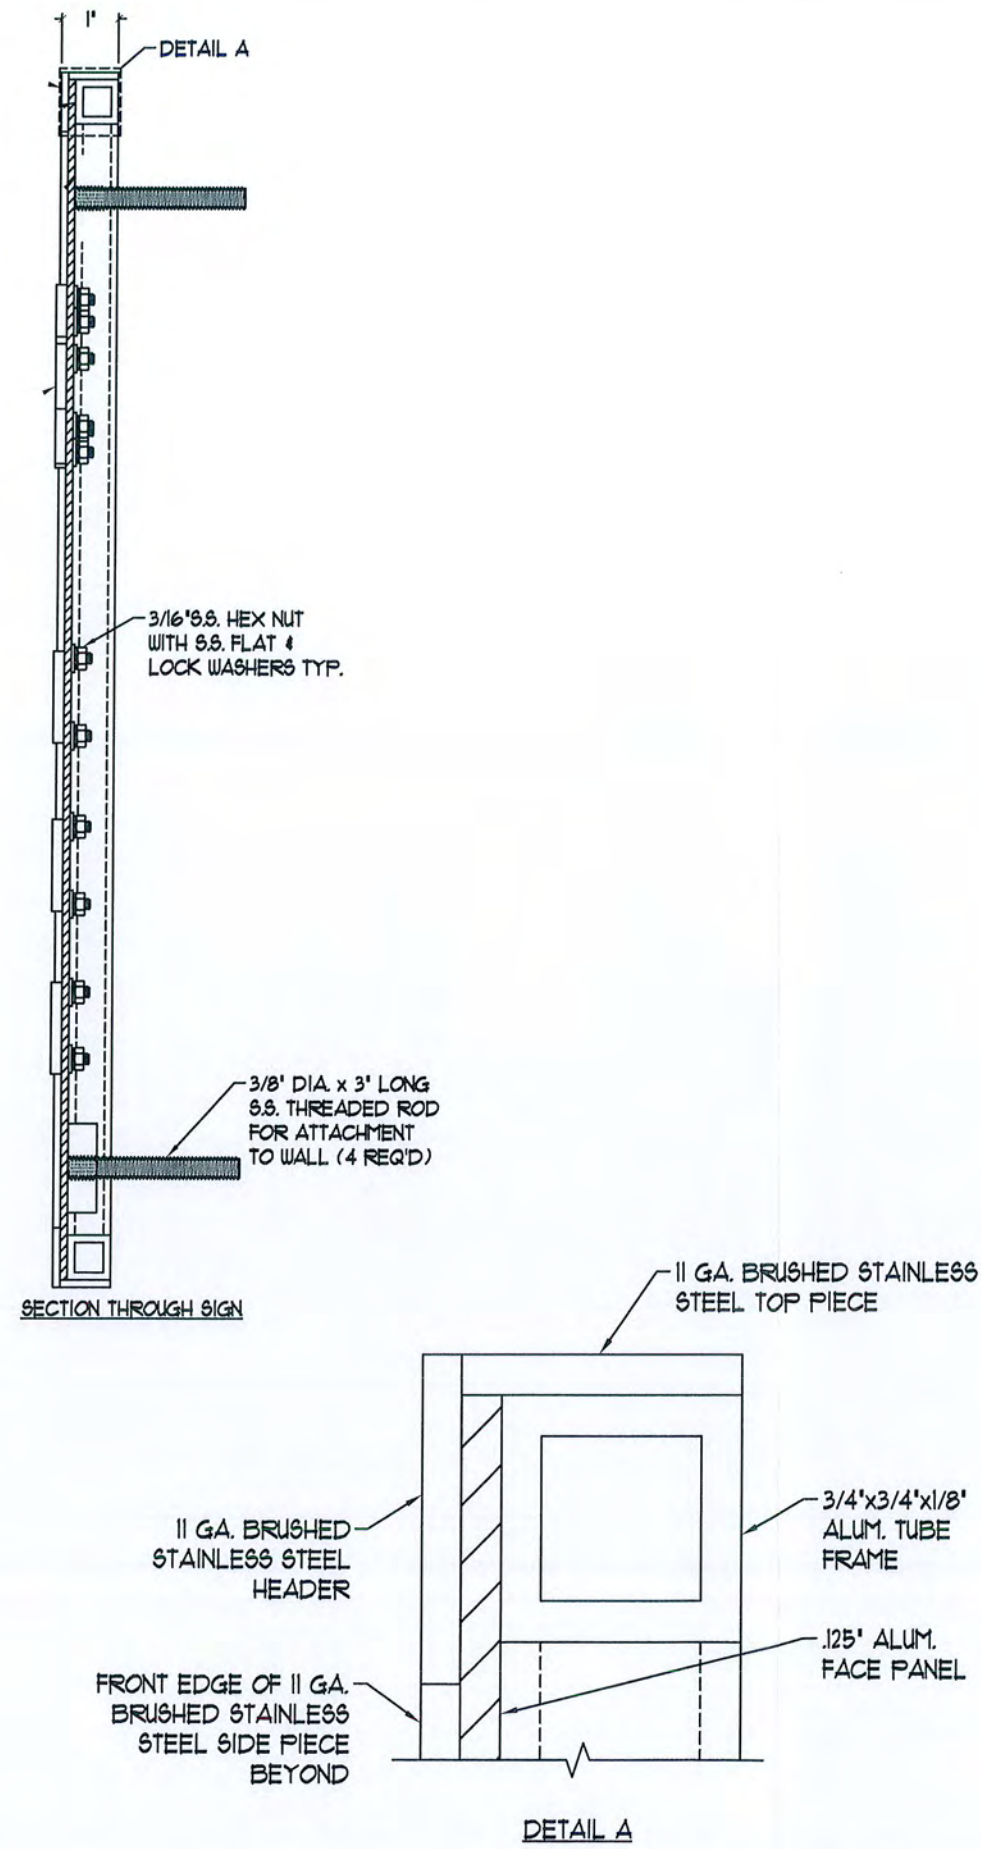 1"
DETAIL A
3/16"S.S. HEX NUT
WITH S.S. FLAT &
LOCK WASHERS TYP.
3/8" DIA. x 3" LONG
S.S. THREADED ROD
FOR ATTACHMENT
TO WALL (4 REQ'D)
SECTION THROUGH SIGN
11 GA. BRUSHED STAINLESS
STEEL TOP PIECE
11 GA. BRUSHED
STAINLESS STEEL
HEADER
3/4"x3/4"x1/8"
ALUM. TUBE
FRAME
.125" ALUM.
FACE PANEL
FRONT EDGE OF 11 GA.
BRUSHED STAINLESS
STEEL SIDE PIECE
BEYOND
DETAIL A